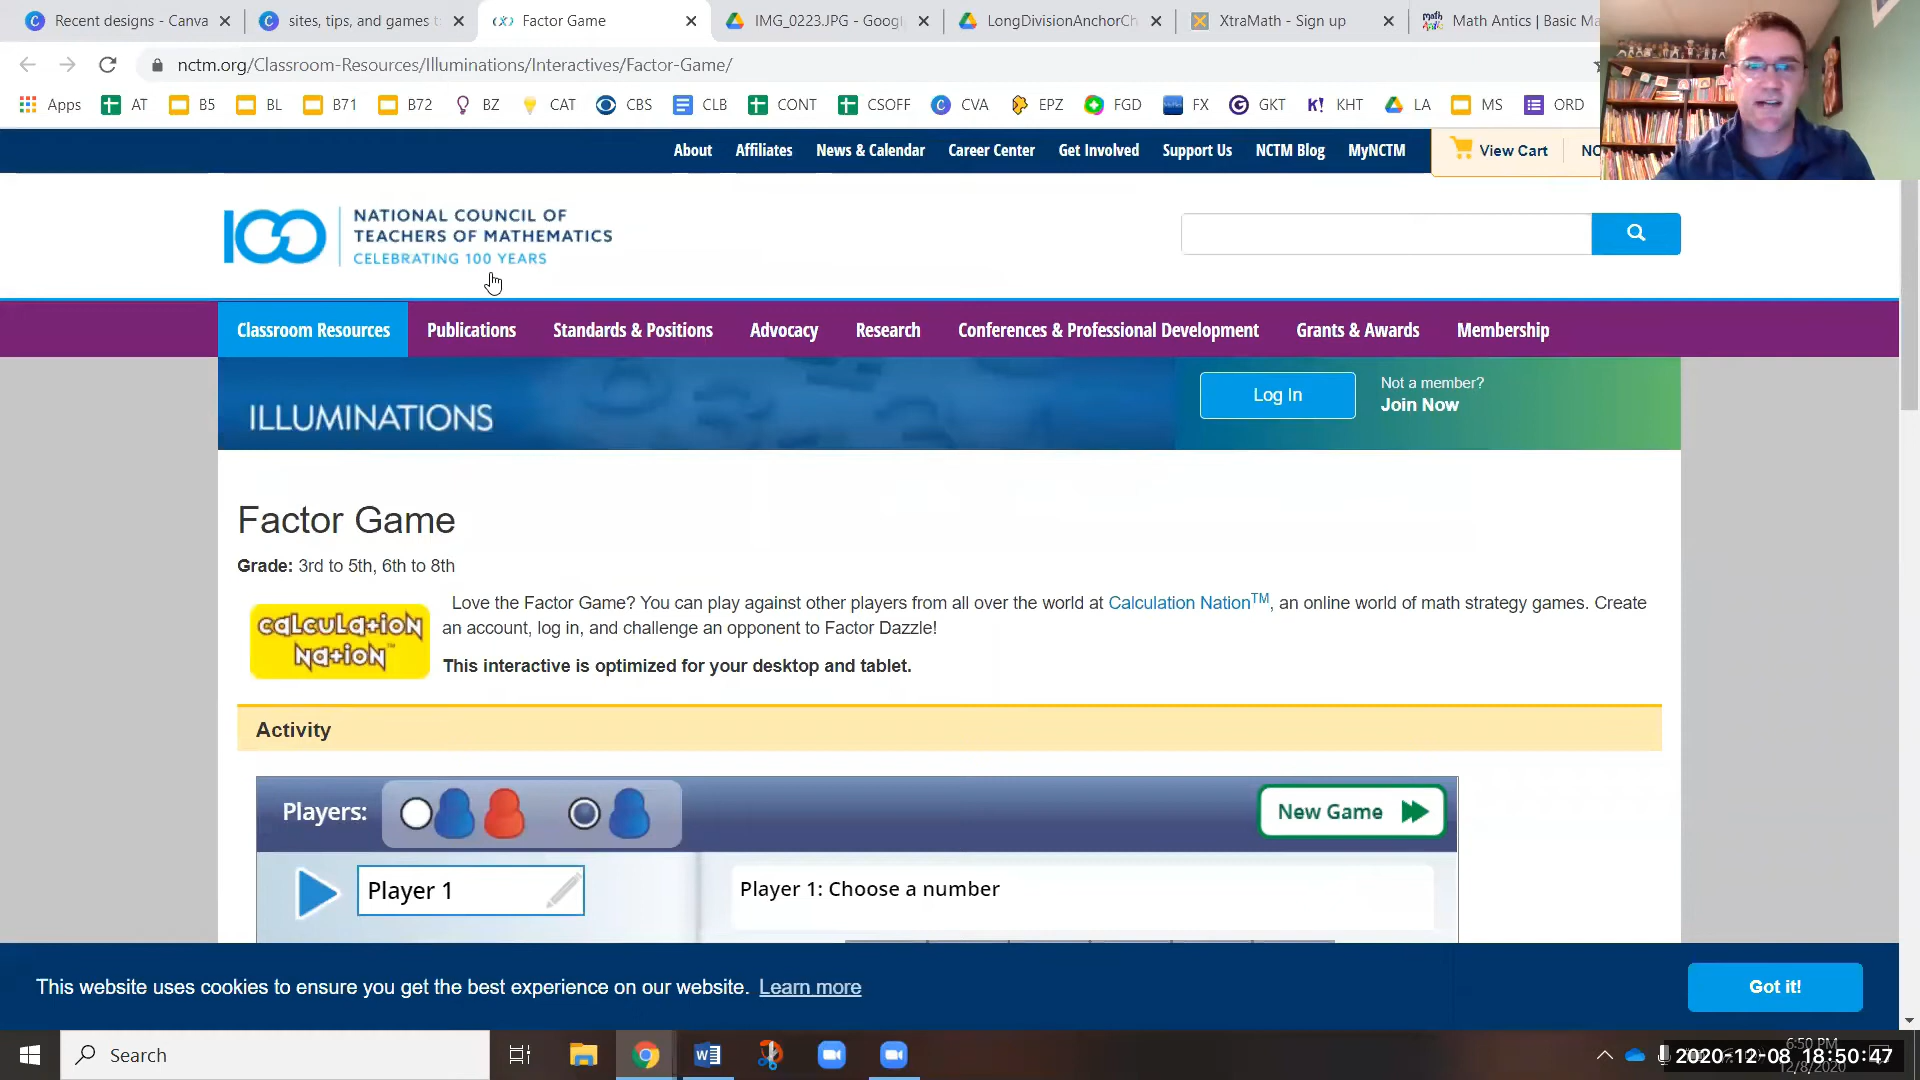 Recent designs - Canva
sites, tips, and games t
Factor Game
IMG_0223.JPG - Googl
LongDivisionAnchorCh
XtraMath - Sign up
Math Antics | Basic Ma
nctm.org/Classroom-Resources/Illuminations/Interactives/Factor-Game/
Apps AT B5 BL B71 B72 BZ CAT CBS CLB CONT CSOFF CVA EPZ FGD FX GKT KHT LA MS ORD
About Affiliates News & Calendar Career Center Get Involved Support Us NCTM Blog MyNCTM View Cart NC
100 NATIONAL COUNCIL OF
TEACHERS OF MATHEMATICS
CELEBRATING 100 YEARS
Classroom Resources Publications Standards & Positions Advocacy Research Conferences & Professional Development Grants & Awards Membership
ILLUMINATIONS
Log In
Not a member?
Join Now
Factor Game
Grade: 3rd to 5th, 6th to 8th
Calculation
Nation™
Love the Factor Game? You can play against other players from all over the world at Calculation Nation™, an online world of math strategy games. Create
an account, log in, and challenge an opponent to Factor Dazzle!
This interactive is optimized for your desktop and tablet.
Activity
Players:
New Game
Player 1
Player 1: Choose a number
This website uses cookies to ensure you get the best experience on our website. Learn more
Got it!
Search
6:50 PM
2020-12-08 18:50:47
12/8/2020